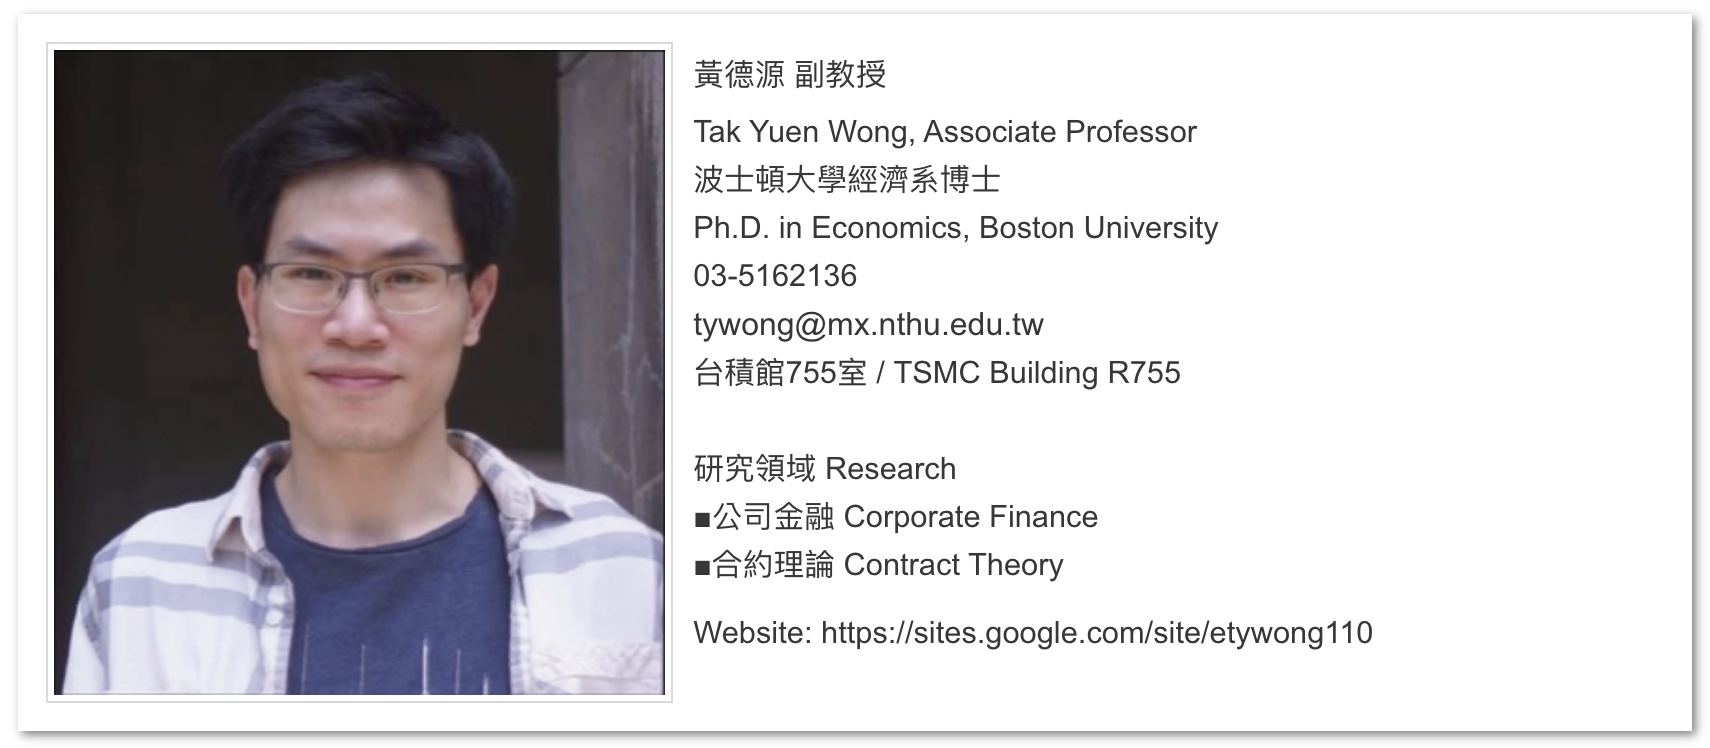 黃德源 副教授
Tak Yuen Wong, Associate Professor
波士頓大學經濟系博士
Ph.D. in Economics, Boston University
03-5162136
tywong@mx.nthu.edu.tw
台積館755室 / TSMC Building R755
研究領域 Research
■公司金融 Corporate Finance
■合約理論 Contract Theory
Website: https://sites.google.com/site/etywong110